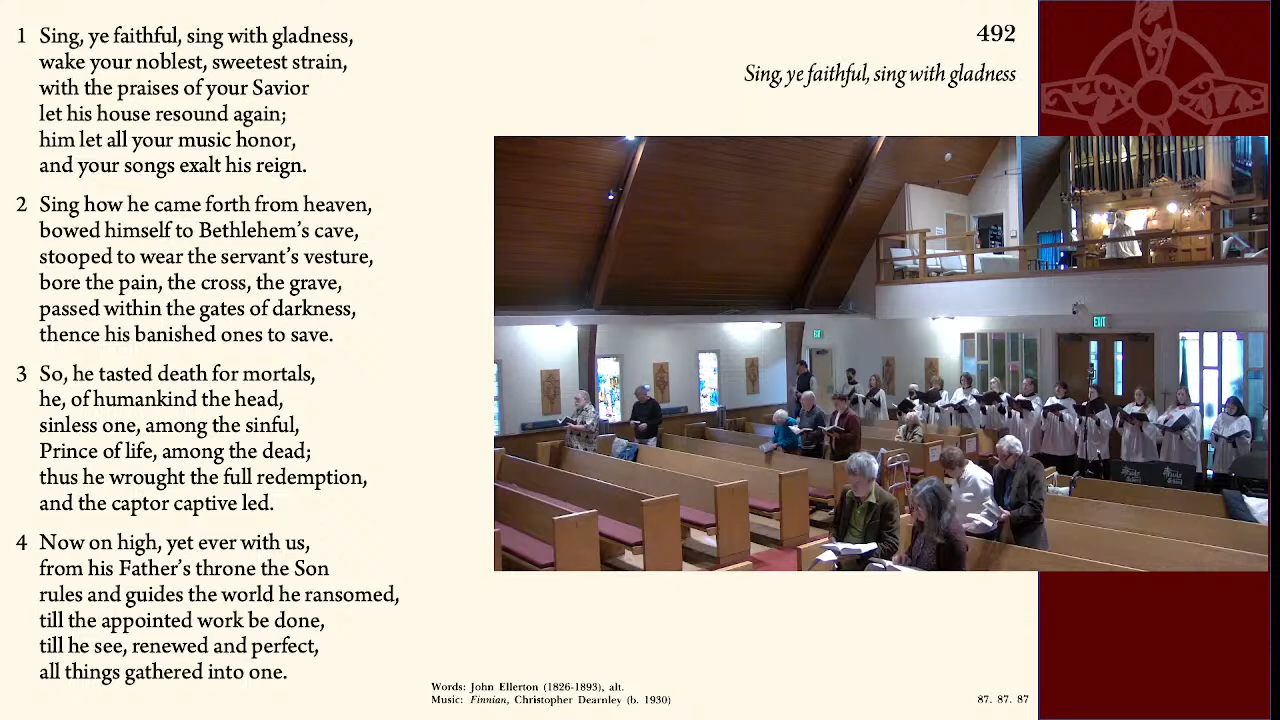 1 Sing, ye faithful, sing with gladness,
wake your noblest, sweetest strain,
with the praises of your Savior
let his house resound again;
him let all your music honor,
and your songs exalt his reign.
2 Sing how he came forth from heaven,
bowed himself to Bethlehem's cave,
stooped to wear the servant's vesture,
bore the pain, the cross, the grave,
passed within the gates of darkness,
thence his banished ones to save.
3 So, he tasted death for mortals,
he, of humankind the head,
sinless one, among the sinful,
Prince of life, among the dead;
thus he wrought the full redemption,
and the captor captive led.
4 Now on high, yet ever with us,
from his Father's throne the Son
rules and guides the world he ransomed,
till the appointed work be done,
till he see, renewed and perfect,
all things gathered into one.
492
Sing, ye faithful, sing with gladness
EXIT
Words: John Ellerton (1826-1893), alt.
Music: Finnian, Christopher Dearnley (b. 1930)
87. 87. 87